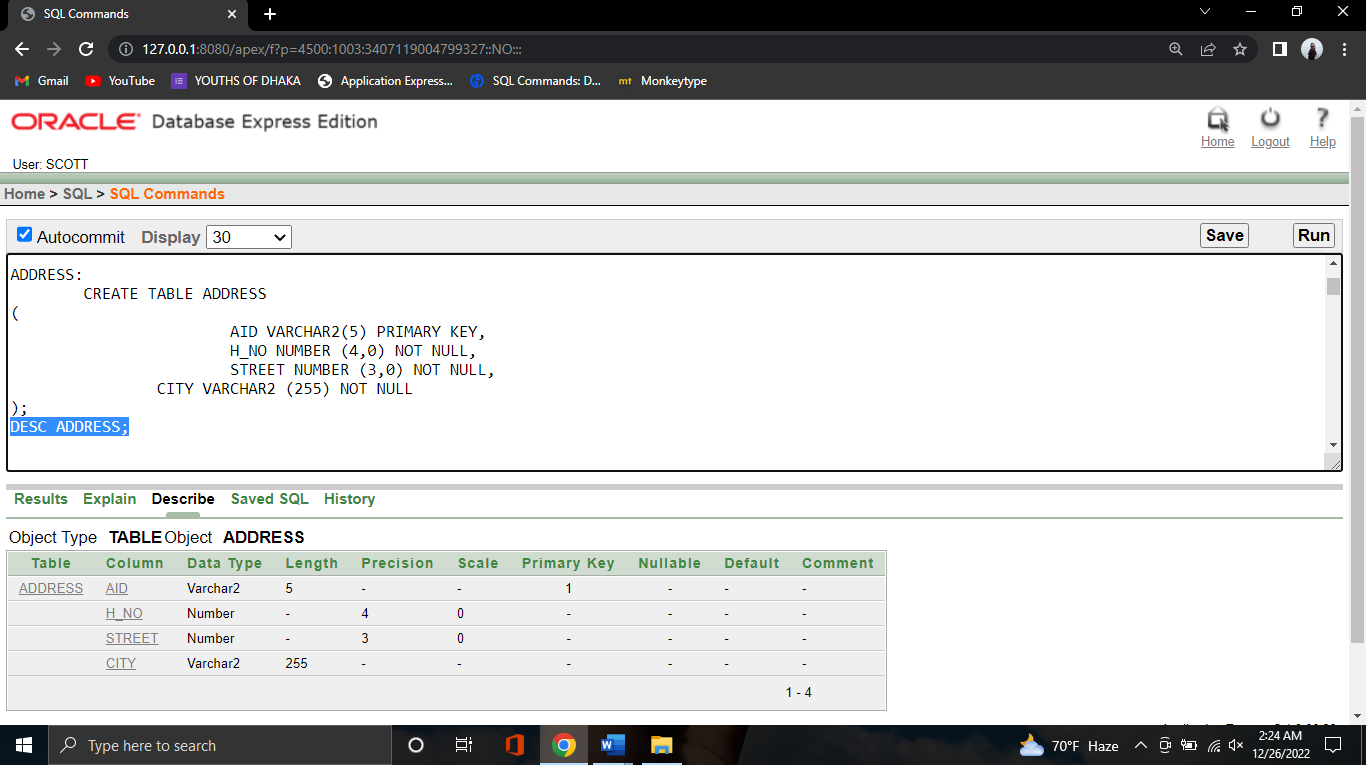 SQL Commands
127.0.0.1:8080/apex/f?p=4500:1003:3407119004799327::NO:::
Gmail YouTube YOUTHS OF DHAKA Application Express... SQL Commands: D... mt Monkeytype
ORACLE Database Express Edition
Home Logout ? Help
User: SCOTT
Home > SQL > SQL Commands
Autocommit Display 30 Save Run
ADDRESS:
CREATE TABLE ADDRESS
(
AID VARCHAR2(5) PRIMARY KEY,
H_NO NUMBER (4,0) NOT NULL,
STREET NUMBER (3,0) NOT NULL,
CITY VARCHAR2 (255) NOT NULL
);
DESC ADDRESS;
Results Explain Describe Saved SQL History
Object Type TABLE Object ADDRESS
Table Column Data Type Length Precision Scale Primary Key Nullable Default Comment
ADDRESS AID Varchar2 5 - - 1 - - -
H_NO Number - 4 0 - - - -
STREET Number - 3 0 - - - -
CITY Varchar2 255 - - - - - -
1 - 4
Type here to search
W
70°F Haze
2:24 AM
12/26/2022